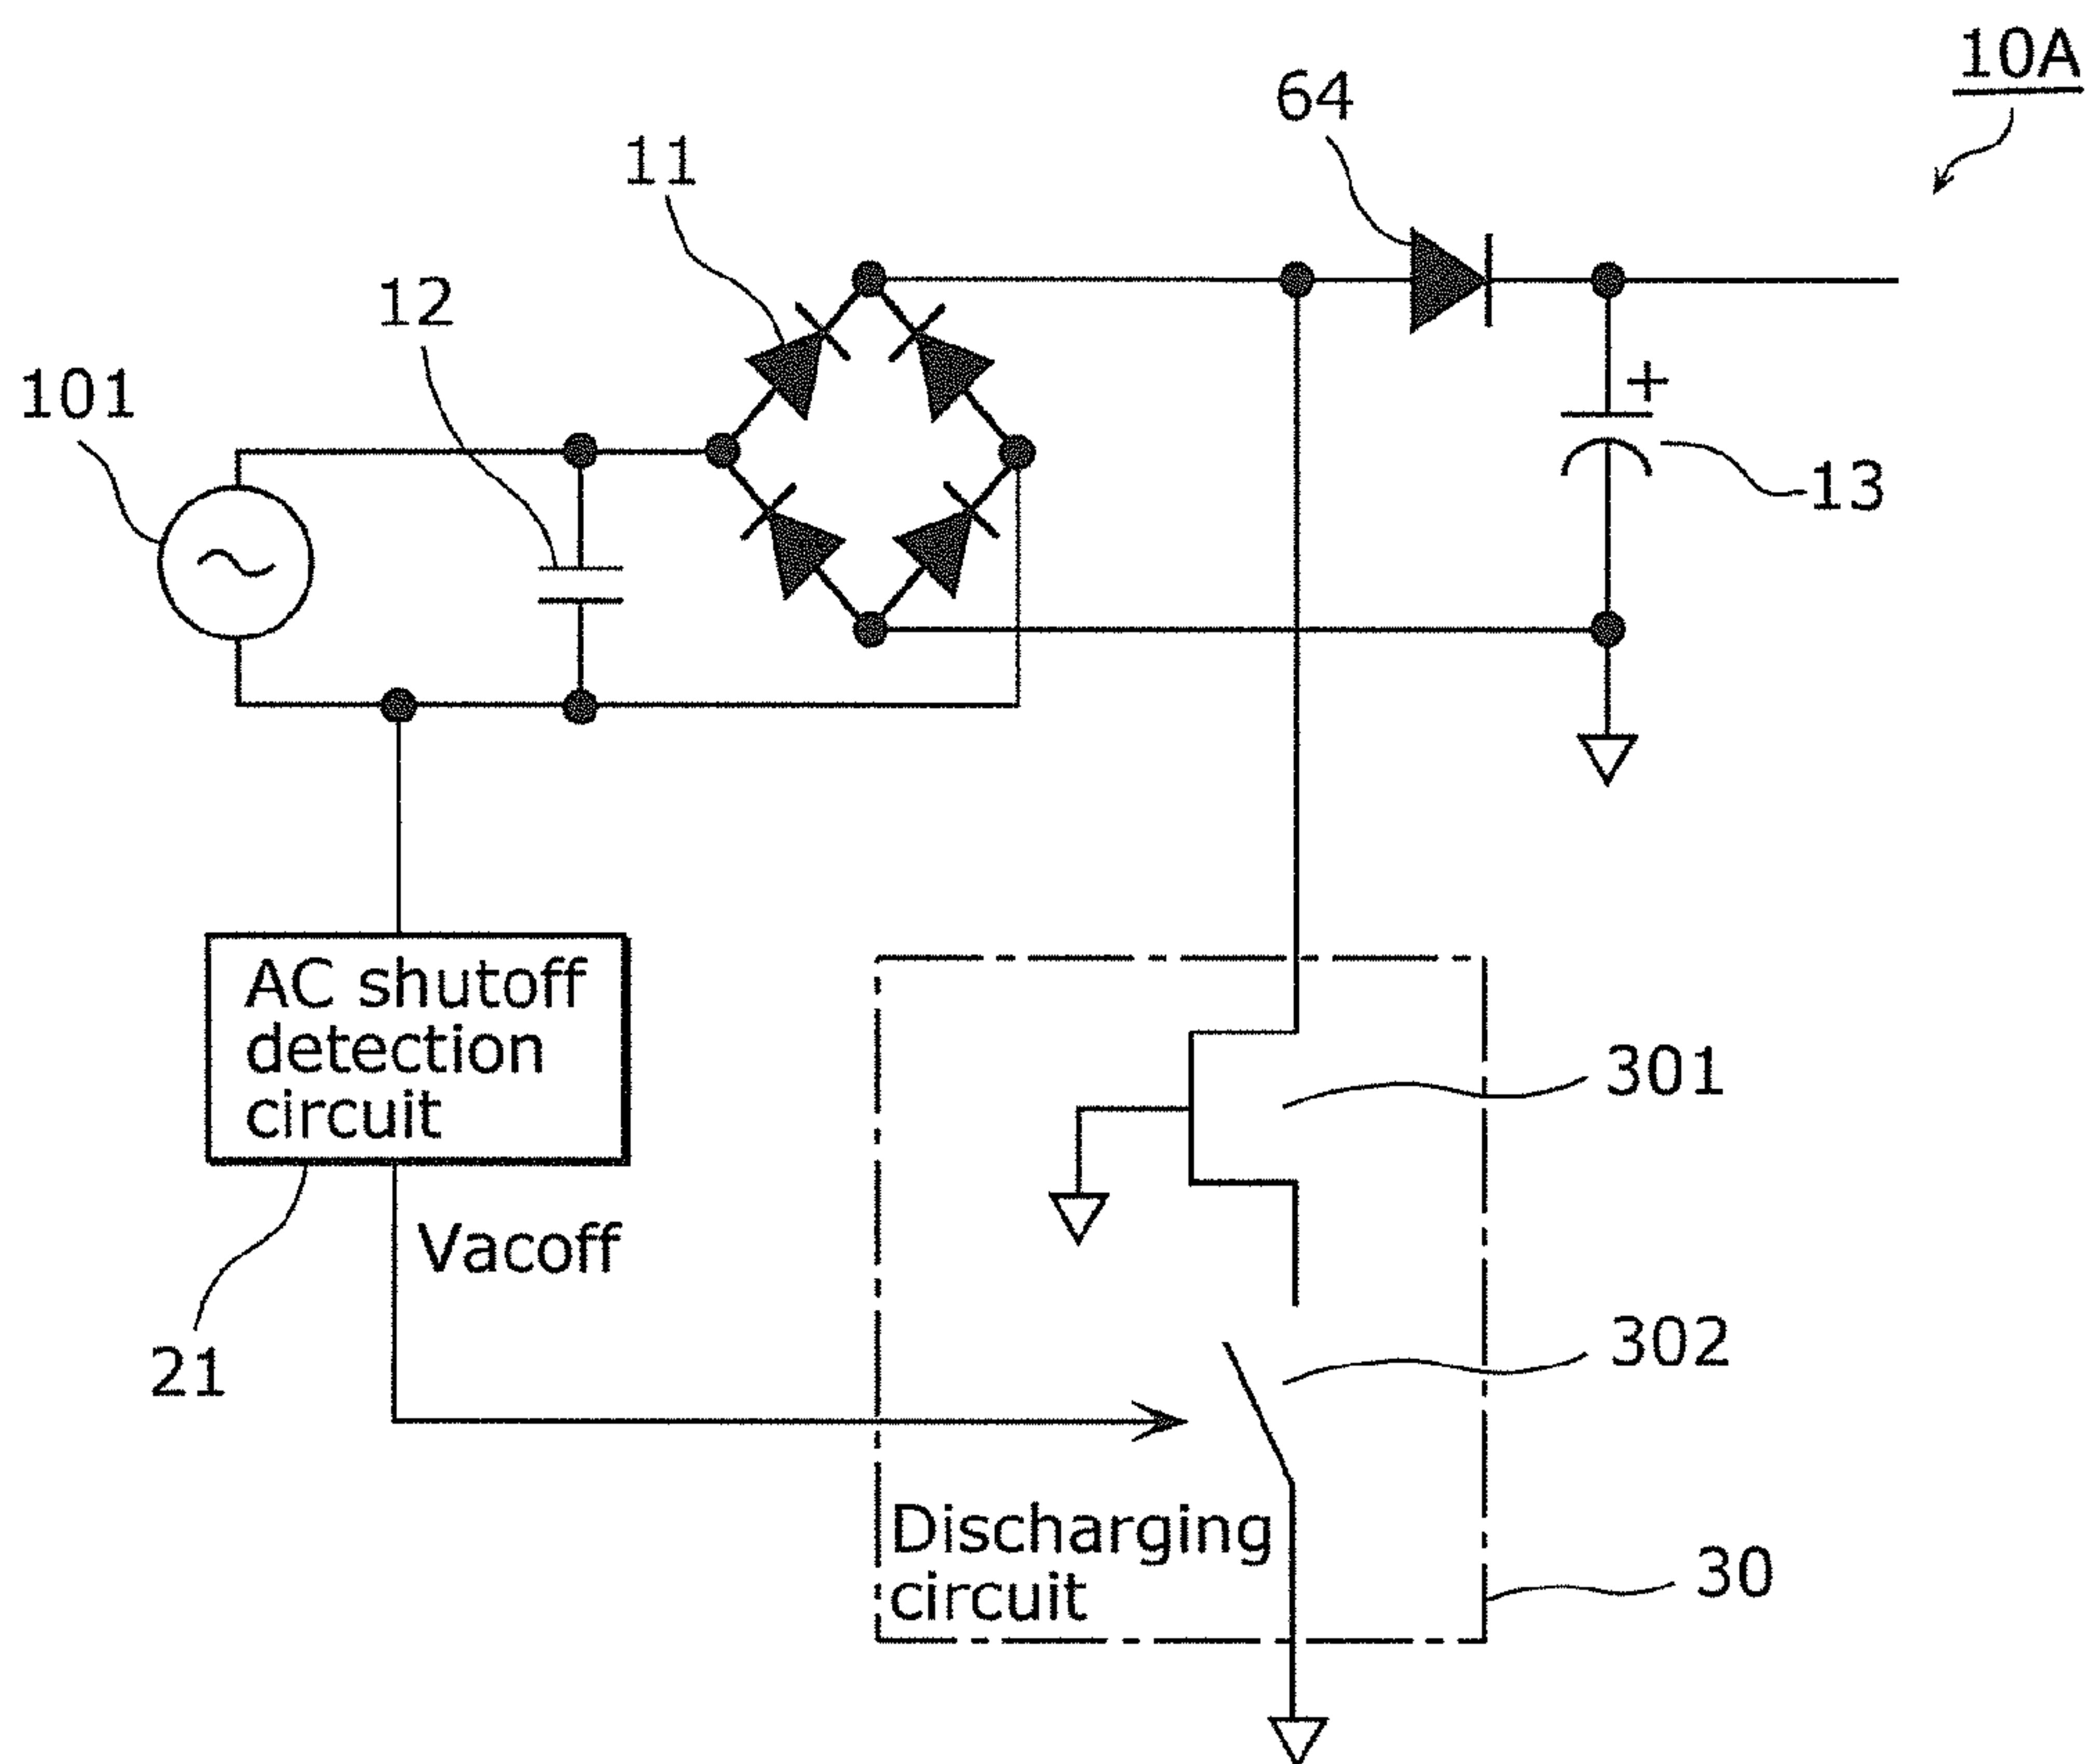 10A
64
11
12
101
+
13
AC shutoff
detection
circuit
301
Vacoff
302
21
Discharging
circuit
30